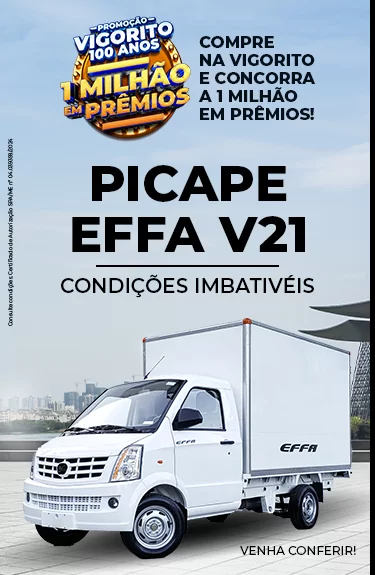 PROMOÇÃO
VIGORITO
100 ANOS
1 MILHÃO
EM PRÊMIOS
COMPRE
NA VIGORITO
E CONCORRA
A 1 MILHÃO
EM PRÊMIOS!
PICAPE
EFFA V21
CONDIÇÕES IMBATIVÉIS
EFFA
EFFA
VENHA CONFERIR!